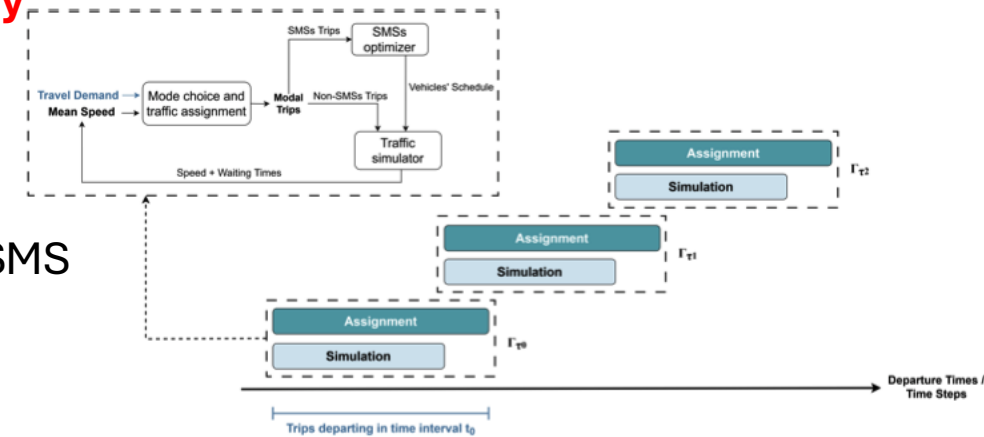 y
SMSs Trips
SMSs
optimizer
Travel Demand
Mean Speed
Mode choice and
traffic assignment
Modal
Trips
Non-SMSs Trips
Vehicles' Schedule
Traffic
simulator
Speed + Waiting Times
SMS
Assignment
Simulation
Γτ2
Assignment
Simulation
Γτ1
Assignment
Simulation
Γτ0
Departure Times /
Time Steps
Trips departing in time interval t0